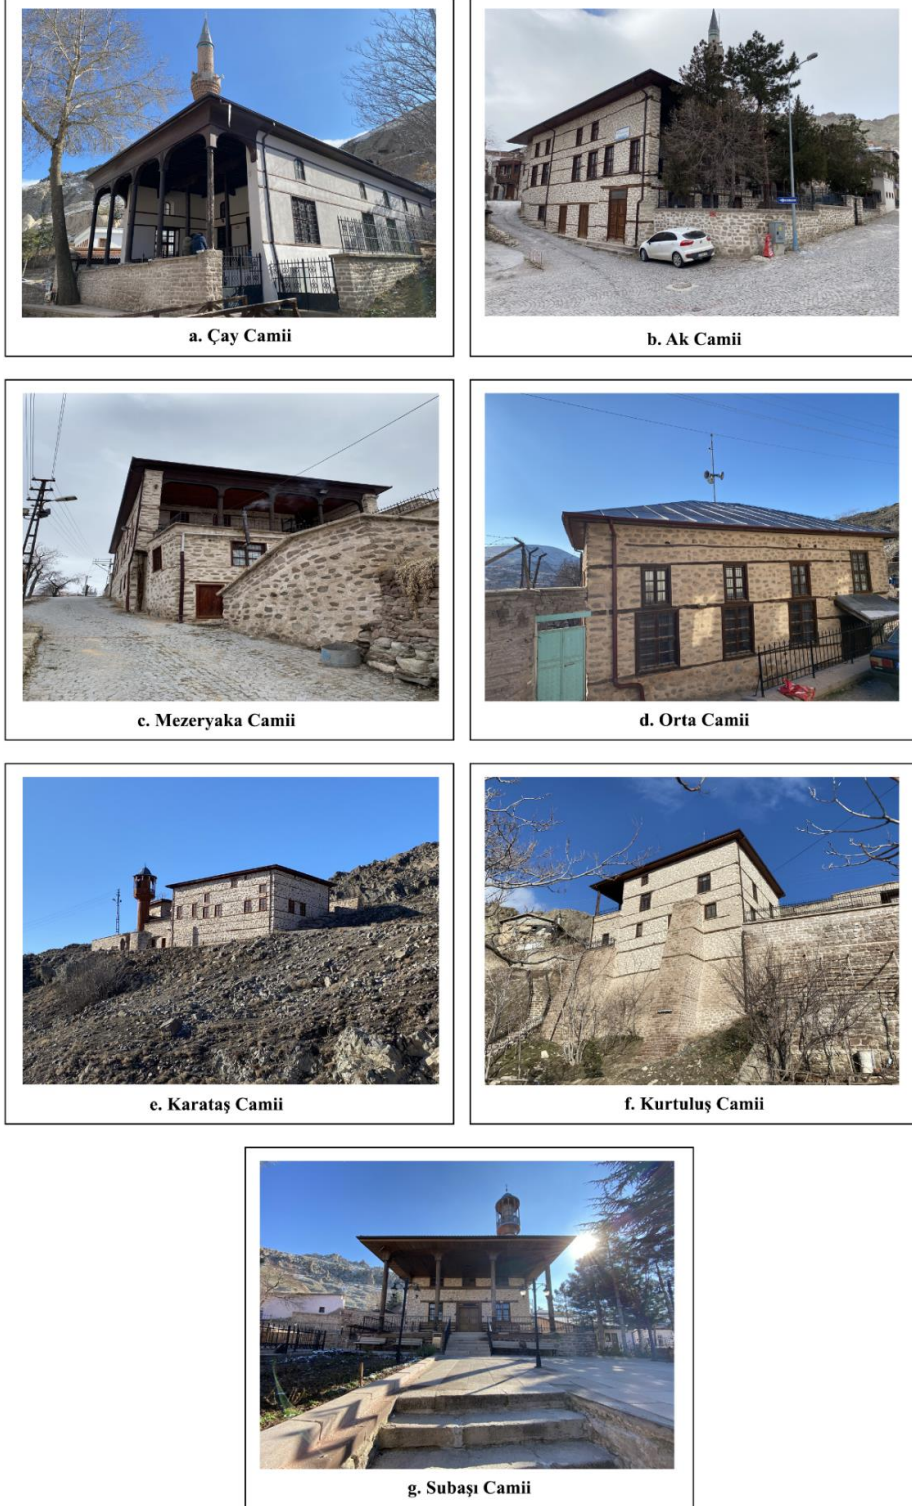 a. Çay Camii
b. Ak Camii
c. Mezeryaka Camii
d. Orta Camii
e. Karataş Camii
f. Kurtuluş Camii
g. Subaşı Camii